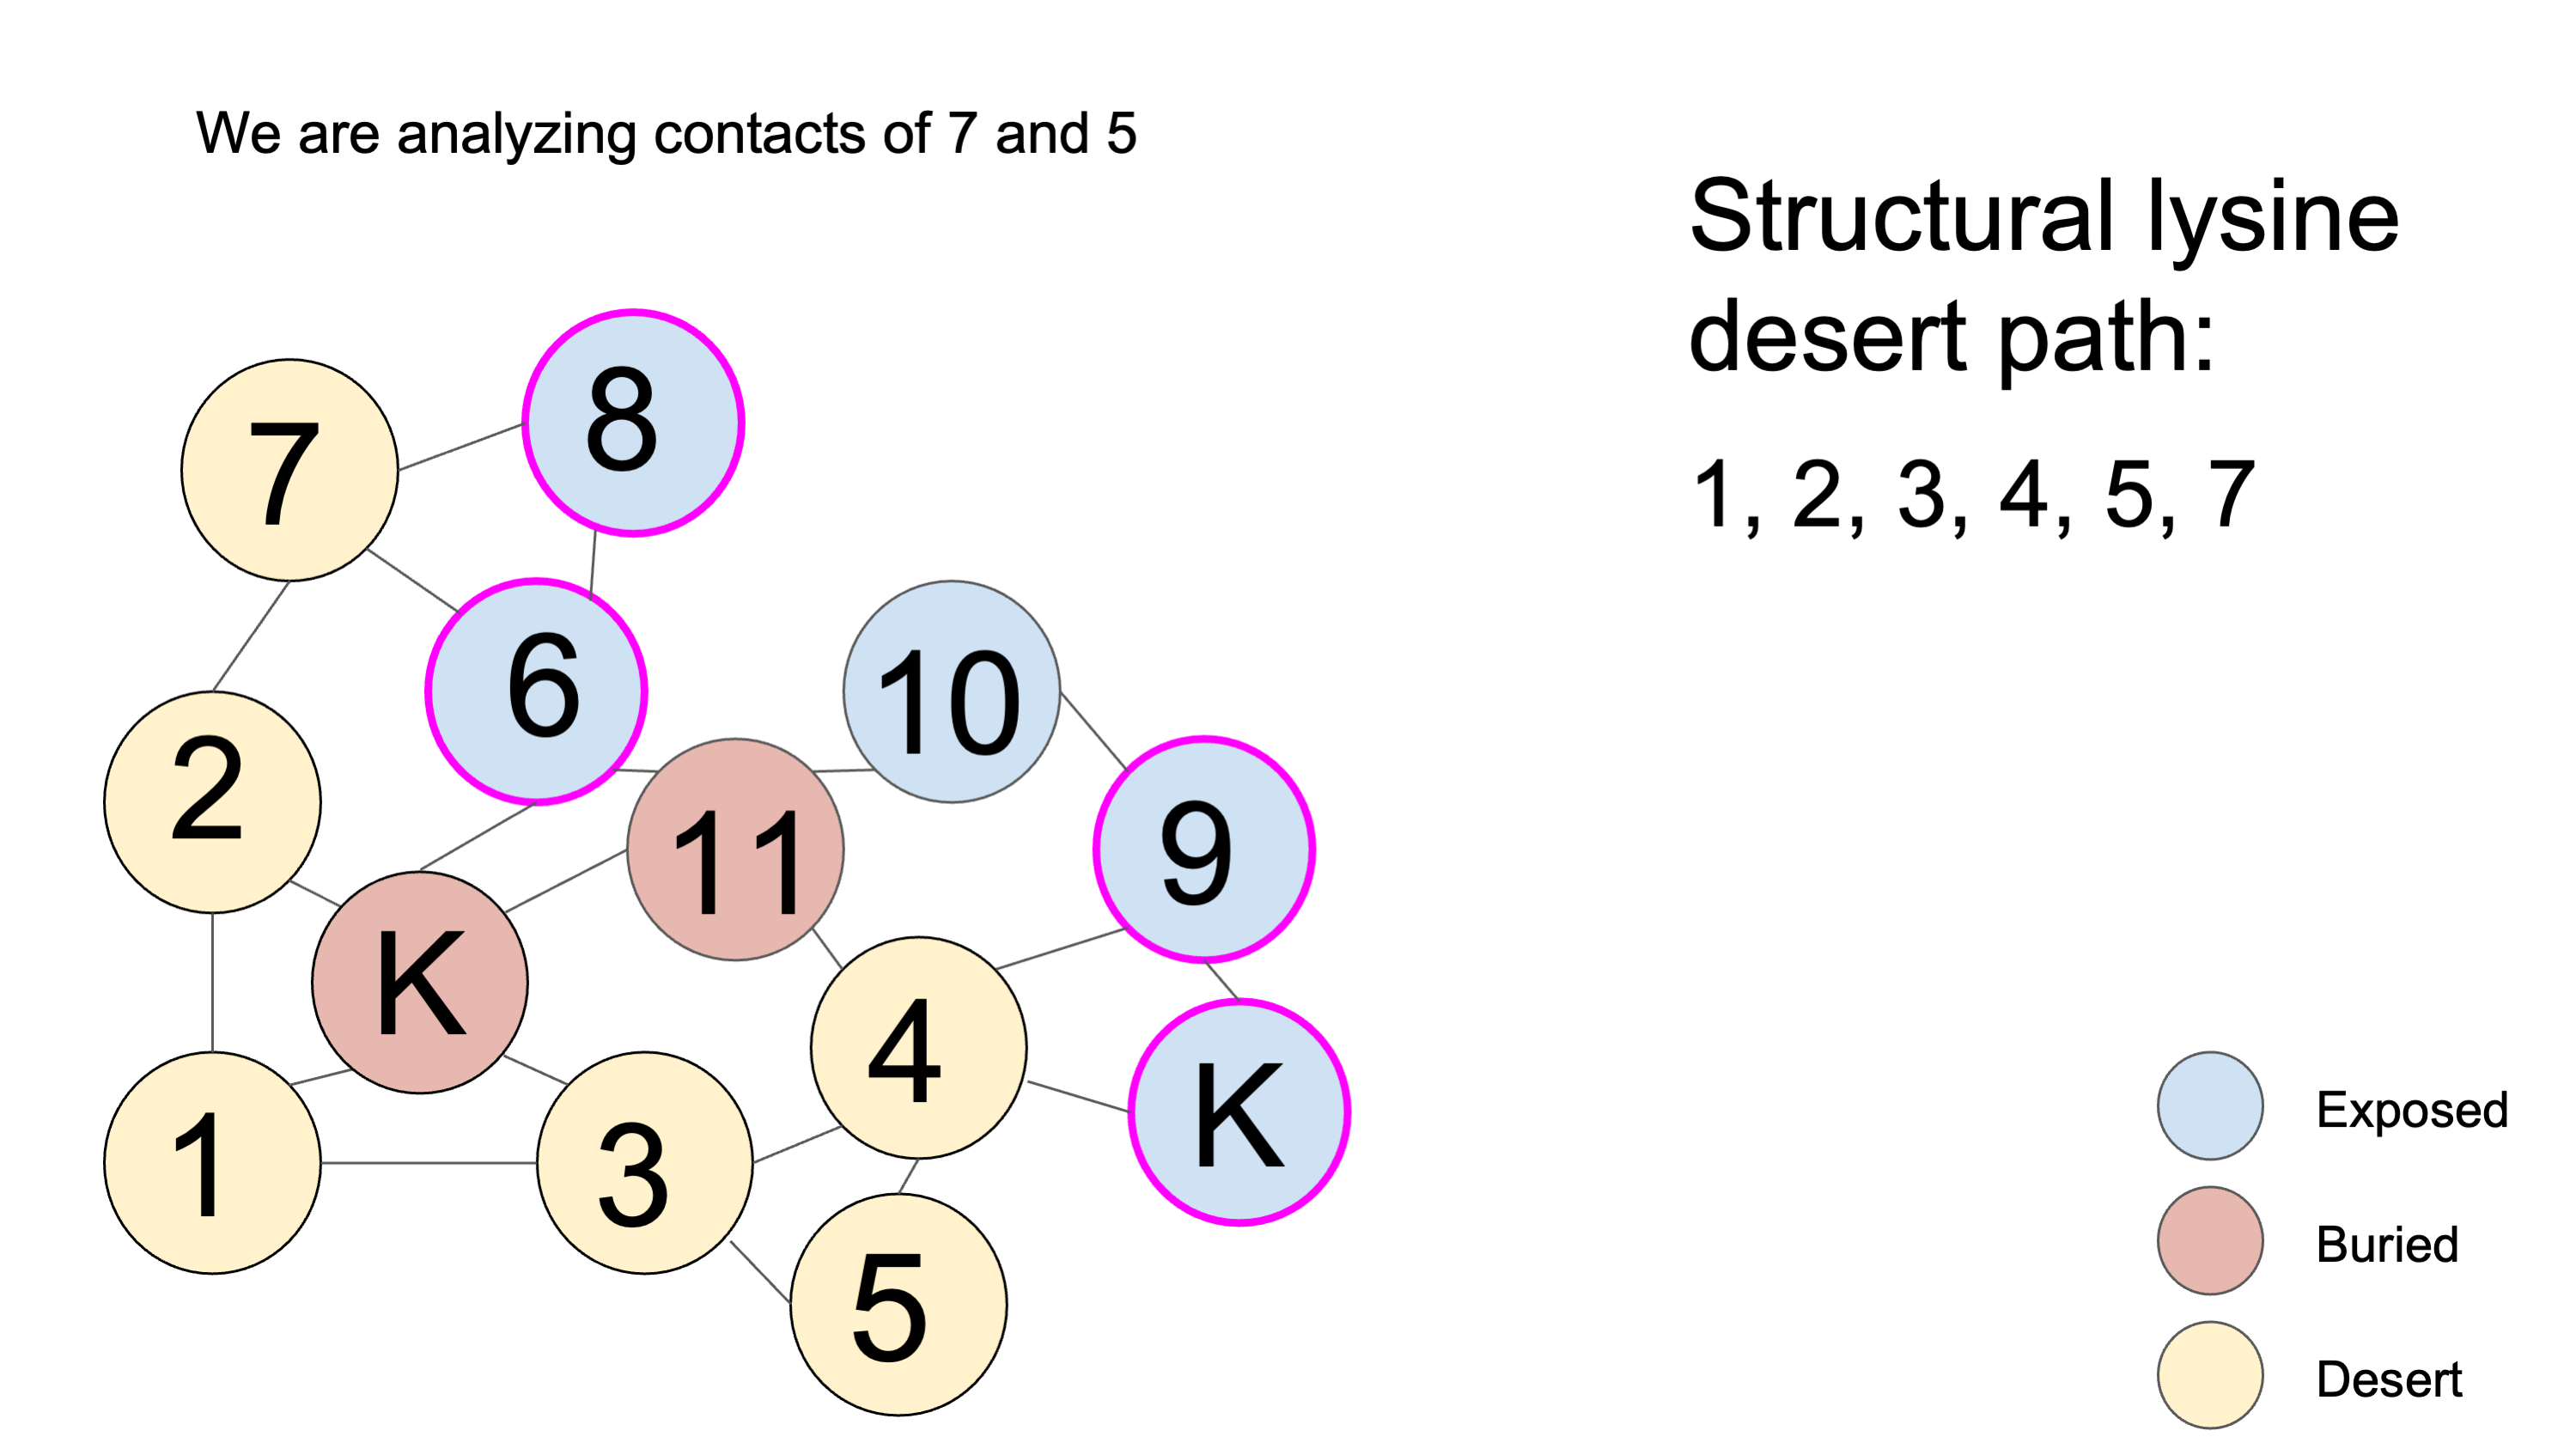 We are analyzing contacts of 7 and 5
Structural lysine
desert path:
1, 2, 3, 4, 5, 7
8
7
6
10
2
11
9
K
4
K
1
3
5
Exposed
Buried
Desert